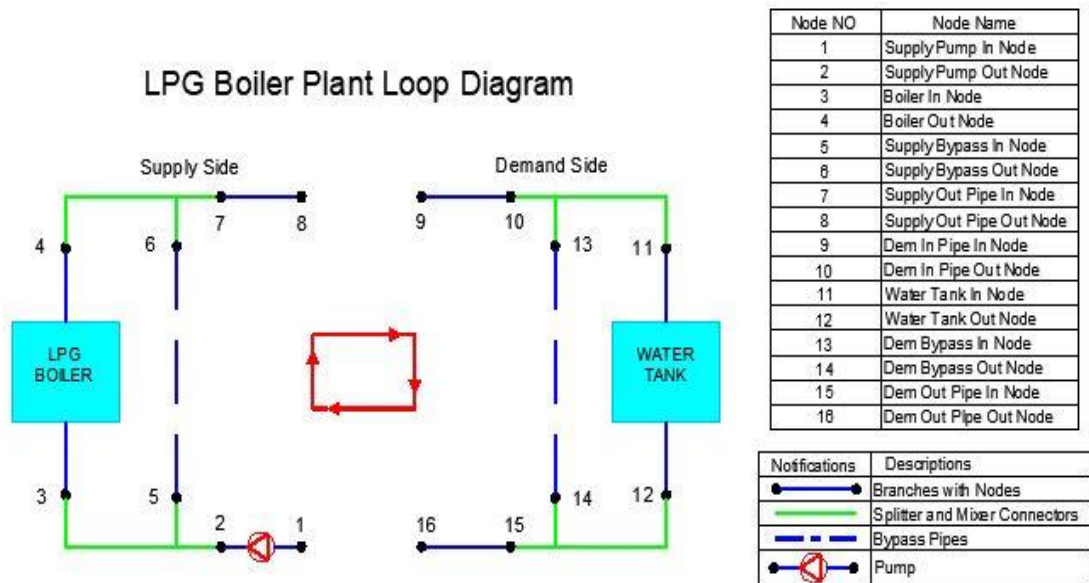 LPG Boiler Plant Loop Diagram
Supply Side
Demand Side
7 8 9 10
4 6 13 11
LPG
BOILER
WATER
TANK
3 5 14 12
2 1 16 15
Node NO Node Name
1 Supply Pump In Node
2 Supply Pump Out Node
3 Boiler In Node
4 Boiler Out Node
5 Supply Bypass In Node
6 Supply Bypass Out Node
7 Supply Out Pipe In Node
8 Supply Out Pipe Out Node
9 Dem In Pipe In Node
10 Dem In Pipe Out Node
11 Water Tank In Node
12 Water Tank Out Node
13 Dem Bypass In Node
14 Dem Bypass Out Node
15 Dem Out Pipe In Node
16 Dem Out Pipe Out Node
Notifications Descriptions
Branches with Nodes
Splitter and Mixer Connectors
Bypass Pipes
Pump